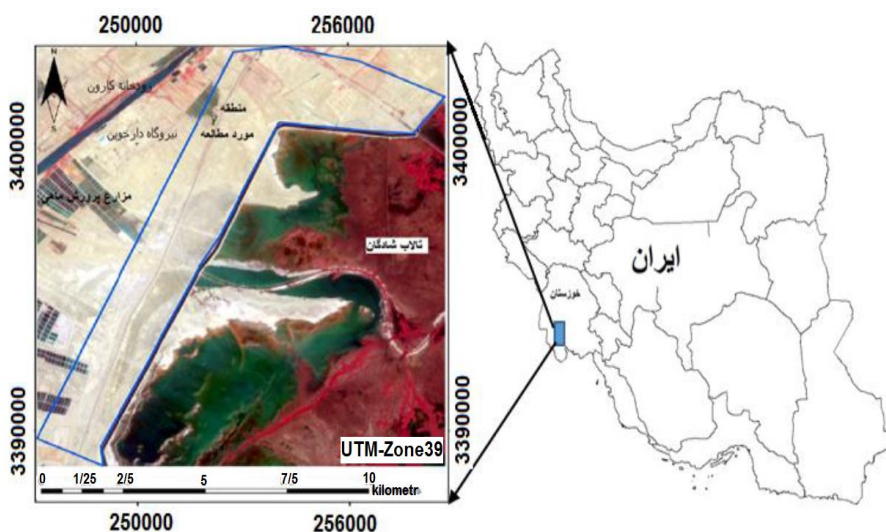 250000
256000
N
رودخانه کارون
منطقه
مورد مطالعه
نیروگاه دارخوین
3400000
3400000
مزارع پرورش ماهی
تالاب شادگان
ایران
خوزستان
S
3390000
3390000
UTM-Zone39
0 1/25 2/5 5 7/5 10
kilometr
250000
256000